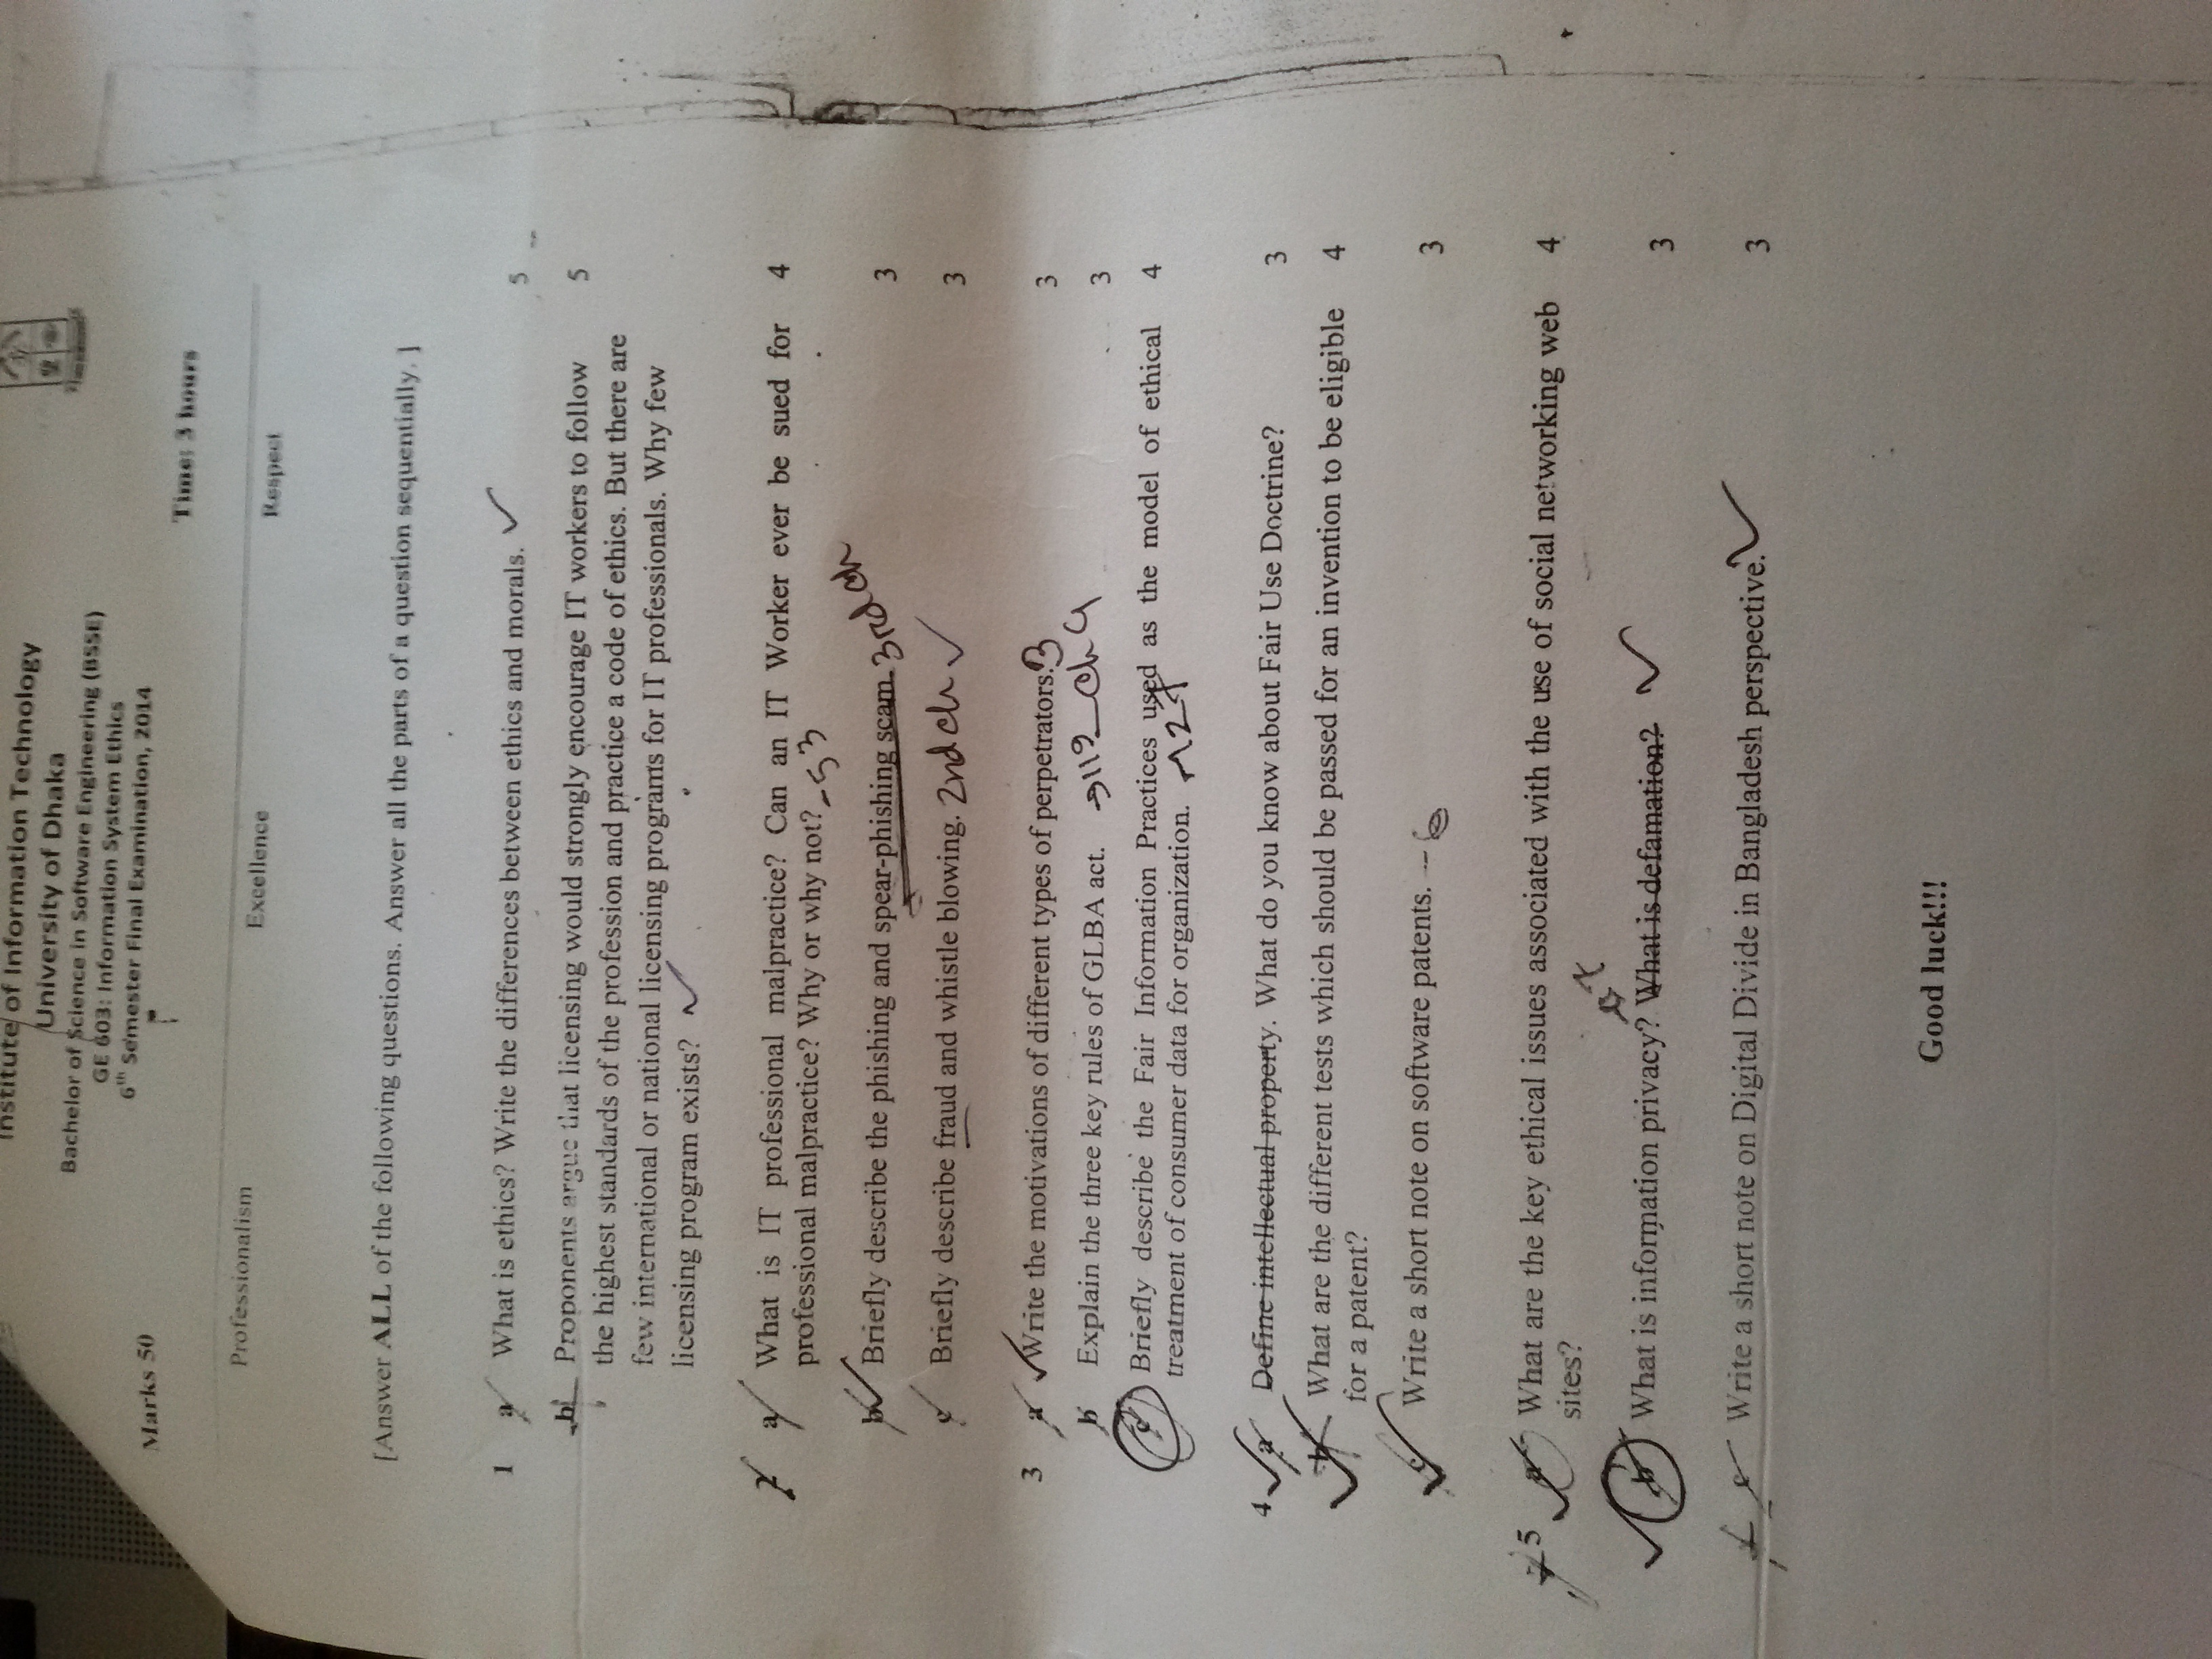 Institute of Information Technology
University of Dhaka
Bachelor of Science in Software Engineering (BSSE)
GE 603: Information System Ethics
6th Semester Final Examination, 2014
Marks 50
Time: 3 hours
Professionalism Excellence Respect
[Answer ALL of the following questions. Answer all the parts of a question sequentially. ]
1 a What is ethics? Write the differences between ethics and morals. 5
b Proponents argue that licensing would strongly encourage IT workers to follow 5
the highest standards of the profession and practice a code of ethics. But there are
few international or national licensing programs for IT professionals. Why few
licensing program exists?
2 a What is IT professional malpractice? Can an IT Worker ever be sued for 4
professional malpractice? Why or why not? - 53
b Briefly describe the phishing and spear-phishing scam 3rd ch 3
c Briefly describe fraud and whistle blowing. 2nd ch 3
3 a Write the motivations of different types of perpetrators. 3 3
b Explain the three key rules of GLBA act. → 119 - Ch 4 3
c Briefly describe the Fair Information Practices used as the model of ethical 4
treatment of consumer data for organization.
4 a Define intellectual property. What do you know about Fair Use Doctrine? 3
b What are the different tests which should be passed for an invention to be eligible 4
for a patent?
c Write a short note on software patents. - 6 3
5 a What are the key ethical issues associated with the use of social networking web 4
sites?
b What is information privacy? What is defamation? 3
c Write a short note on Digital Divide in Bangladesh perspective. 3
Good luck!!!